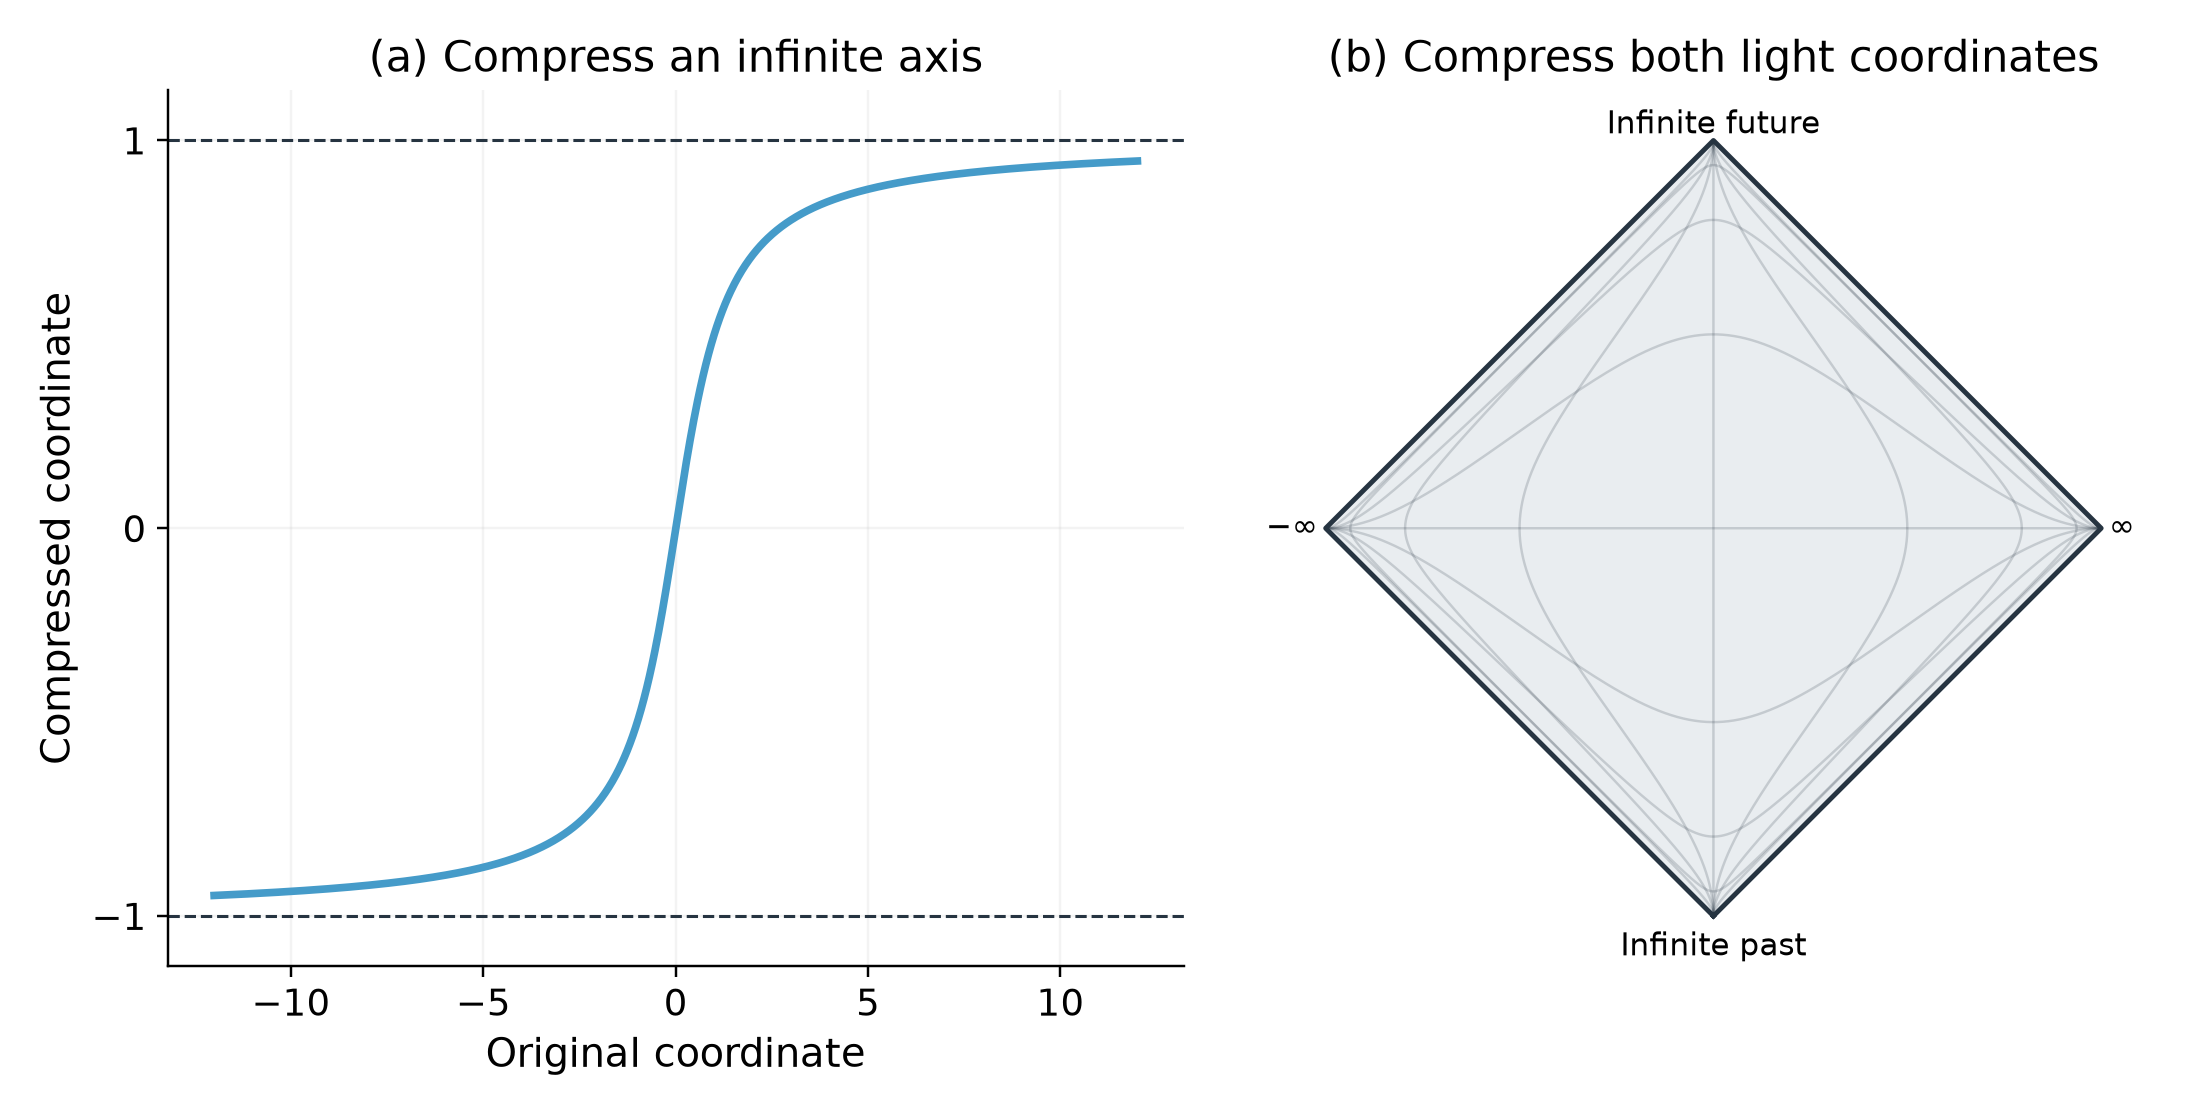 (a) Compress an infinite axis
Compressed coordinate
1
0
−1
−10
−5
0
5
10
Original coordinate
(b) Compress both light coordinates
Infinite future
−∞
∞
Infinite past